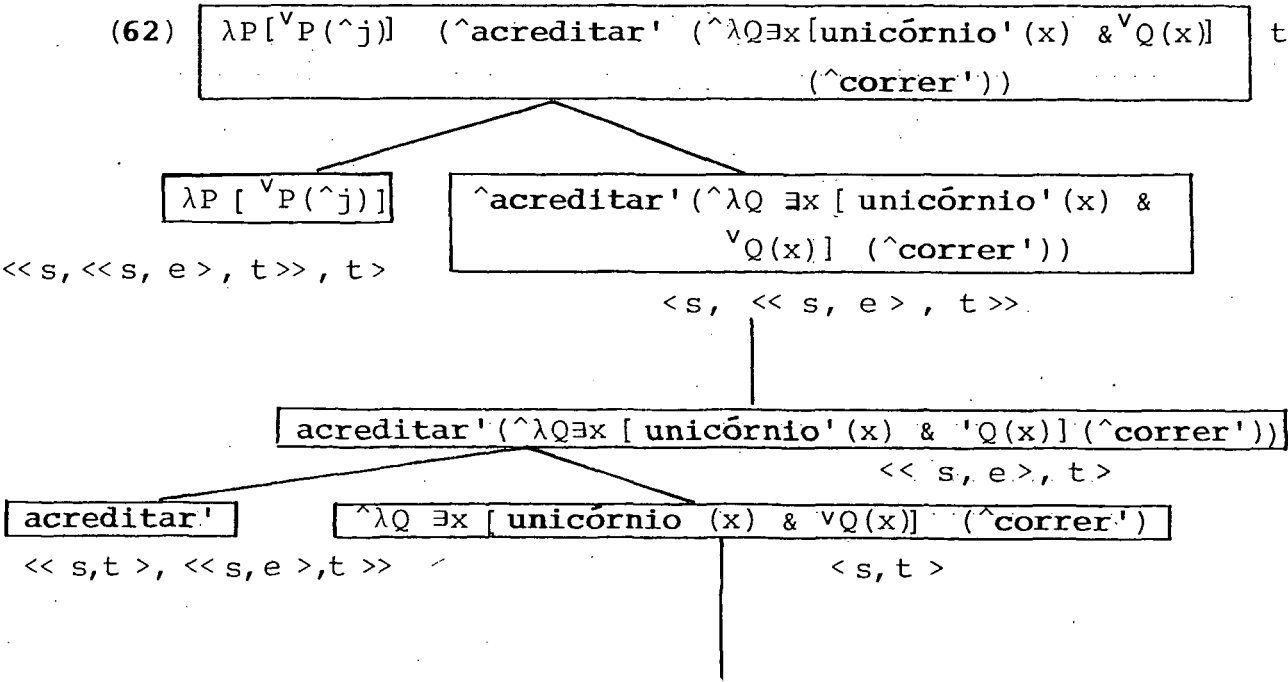 (62) λP[ᵛP(^j)] (^acreditar' (^λQ∃x[unicórnio'(x) &ᵛQ(x)] t
(^correr'))
λP [ ᵛP(^j)] ^acreditar'(^λQ ∃x [ unicórnio'(x) &
ᵛQ(x)] (^correr'))
<< s, << s, e > , t >> , t >
< s, << s, e > , t >>
acreditar'(^λQ∃x [ unicórnio'(x) & 'Q(x)] (^correr'))
<< s, e >, t >
acreditar' ^λQ ∃x [ unicórnio (x) & ᵛQ(x)] (^correr')
<< s,t >, << s, e >,t >> < s, t >